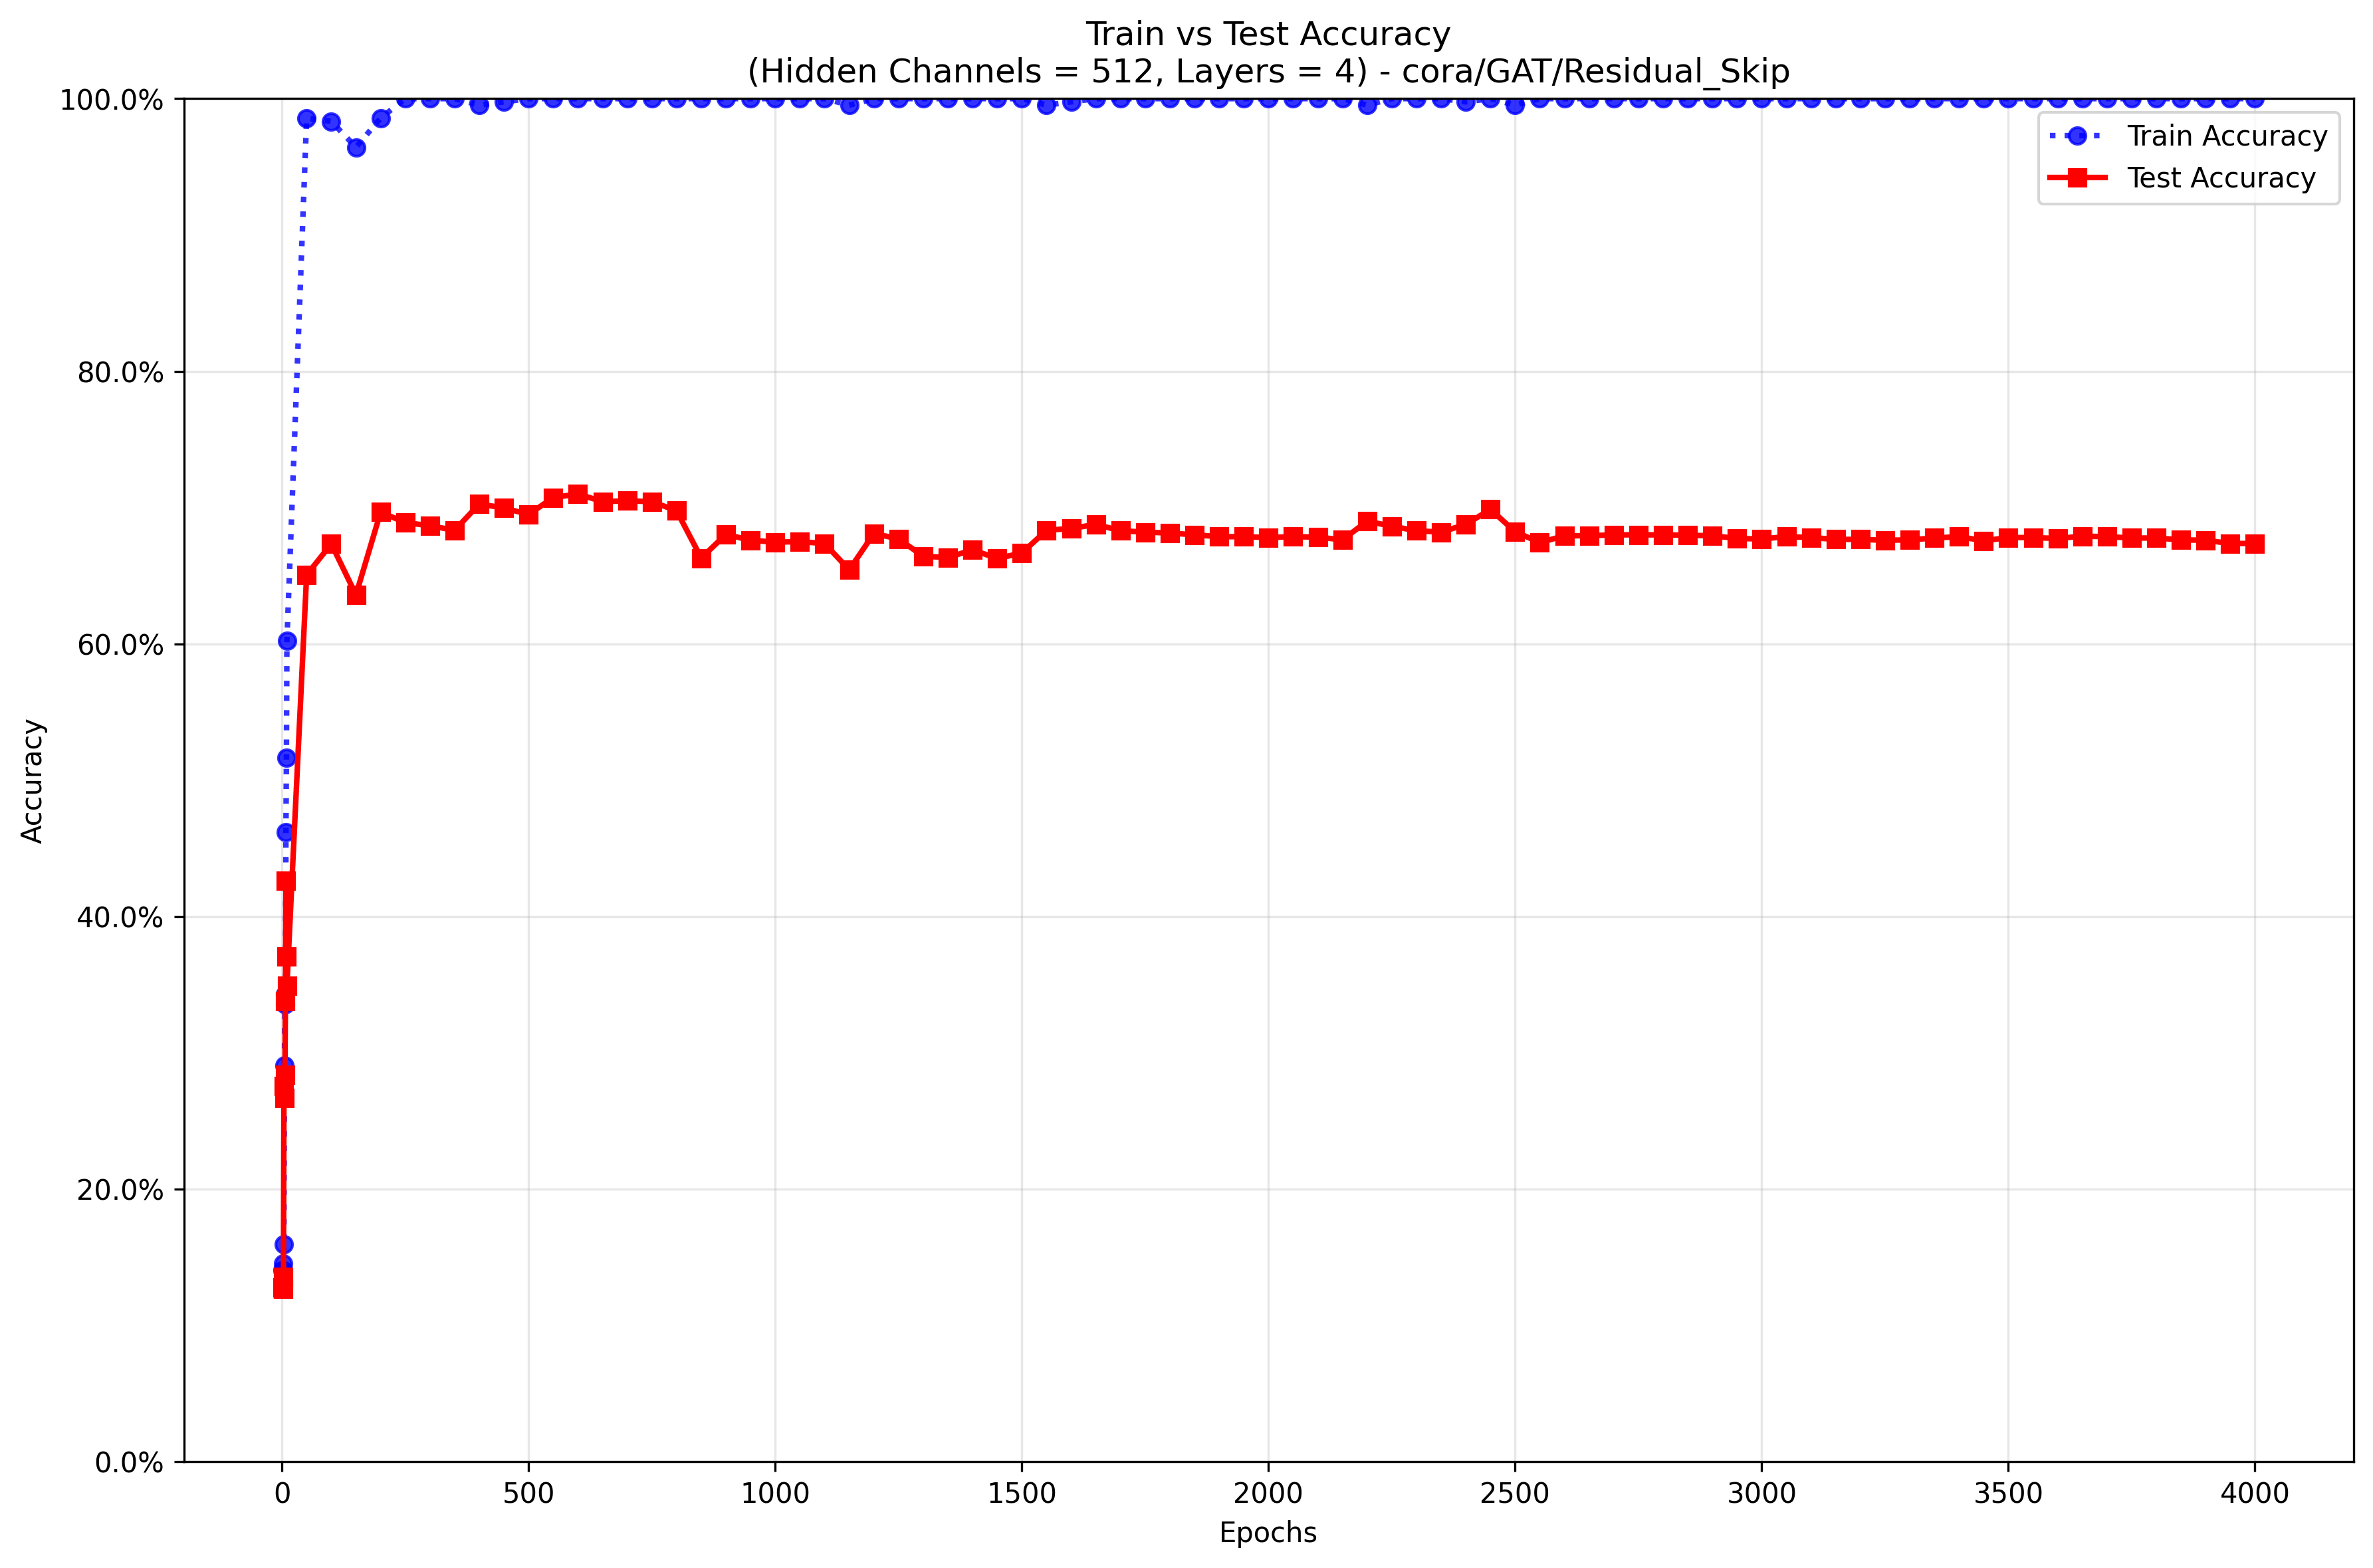 Train vs Test Accuracy
(Hidden Channels = 512, Layers = 4) - cora/GAT/Residual_Skip
100.0%
80.0%
60.0%
40.0%
20.0%
0.0%
Accuracy
Train Accuracy
Test Accuracy
0 500 1000 1500 2000 2500 3000 3500 4000
Epochs